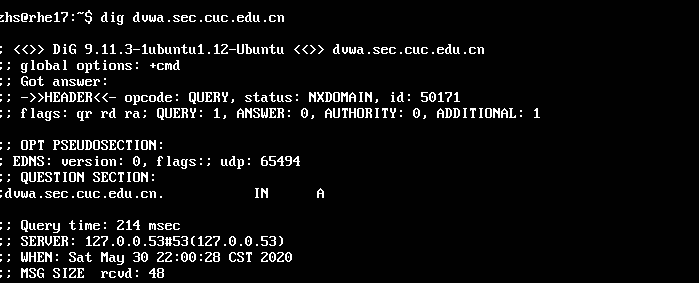 zhs@rhe17:~$ dig dvwa.sec.cuc.edu.cn
; <<>> DiG 9.11.3-1ubuntu1.12-Ubuntu <<>> dvwa.sec.cuc.edu.cn
;; global options: +cmd
;; Got answer:
;; ->>HEADER<<- opcode: QUERY, status: NXDOMAIN, id: 50171
;; flags: qr rd ra; QUERY: 1, ANSWER: 0, AUTHORITY: 0, ADDITIONAL: 1
;; OPT PSEUDOSECTION:
; EDNS: version: 0, flags:; udp: 65494
;; QUESTION SECTION:
;dvwa.sec.cuc.edu.cn. IN A
;; Query time: 214 msec
;; SERVER: 127.0.0.53#53(127.0.0.53)
;; WHEN: Sat May 30 22:00:28 CST 2020
;; MSG SIZE rcvd: 48